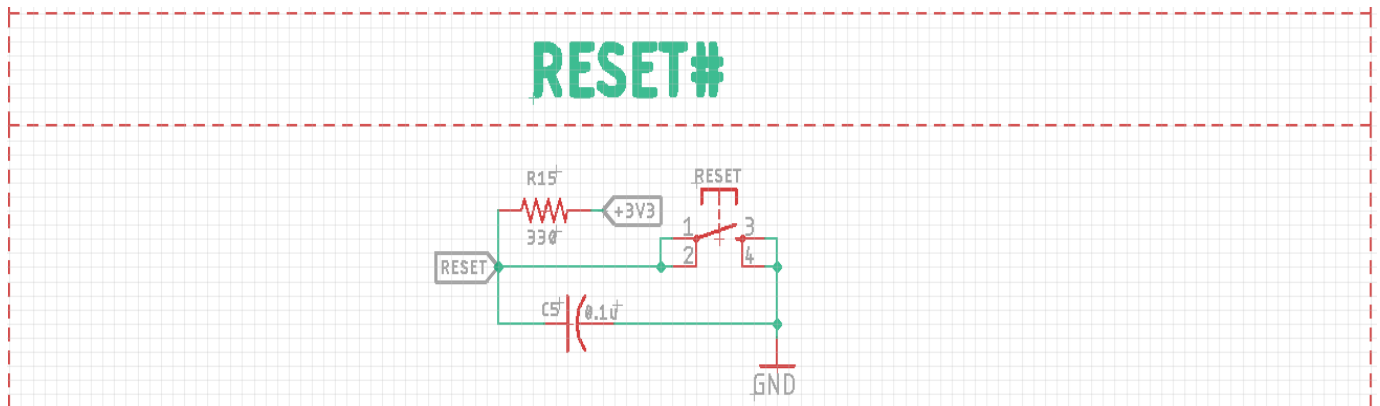 RESET#
R15
330
+3V3
RESET
1
2
3
4
RESET
C5
0.1u
GND